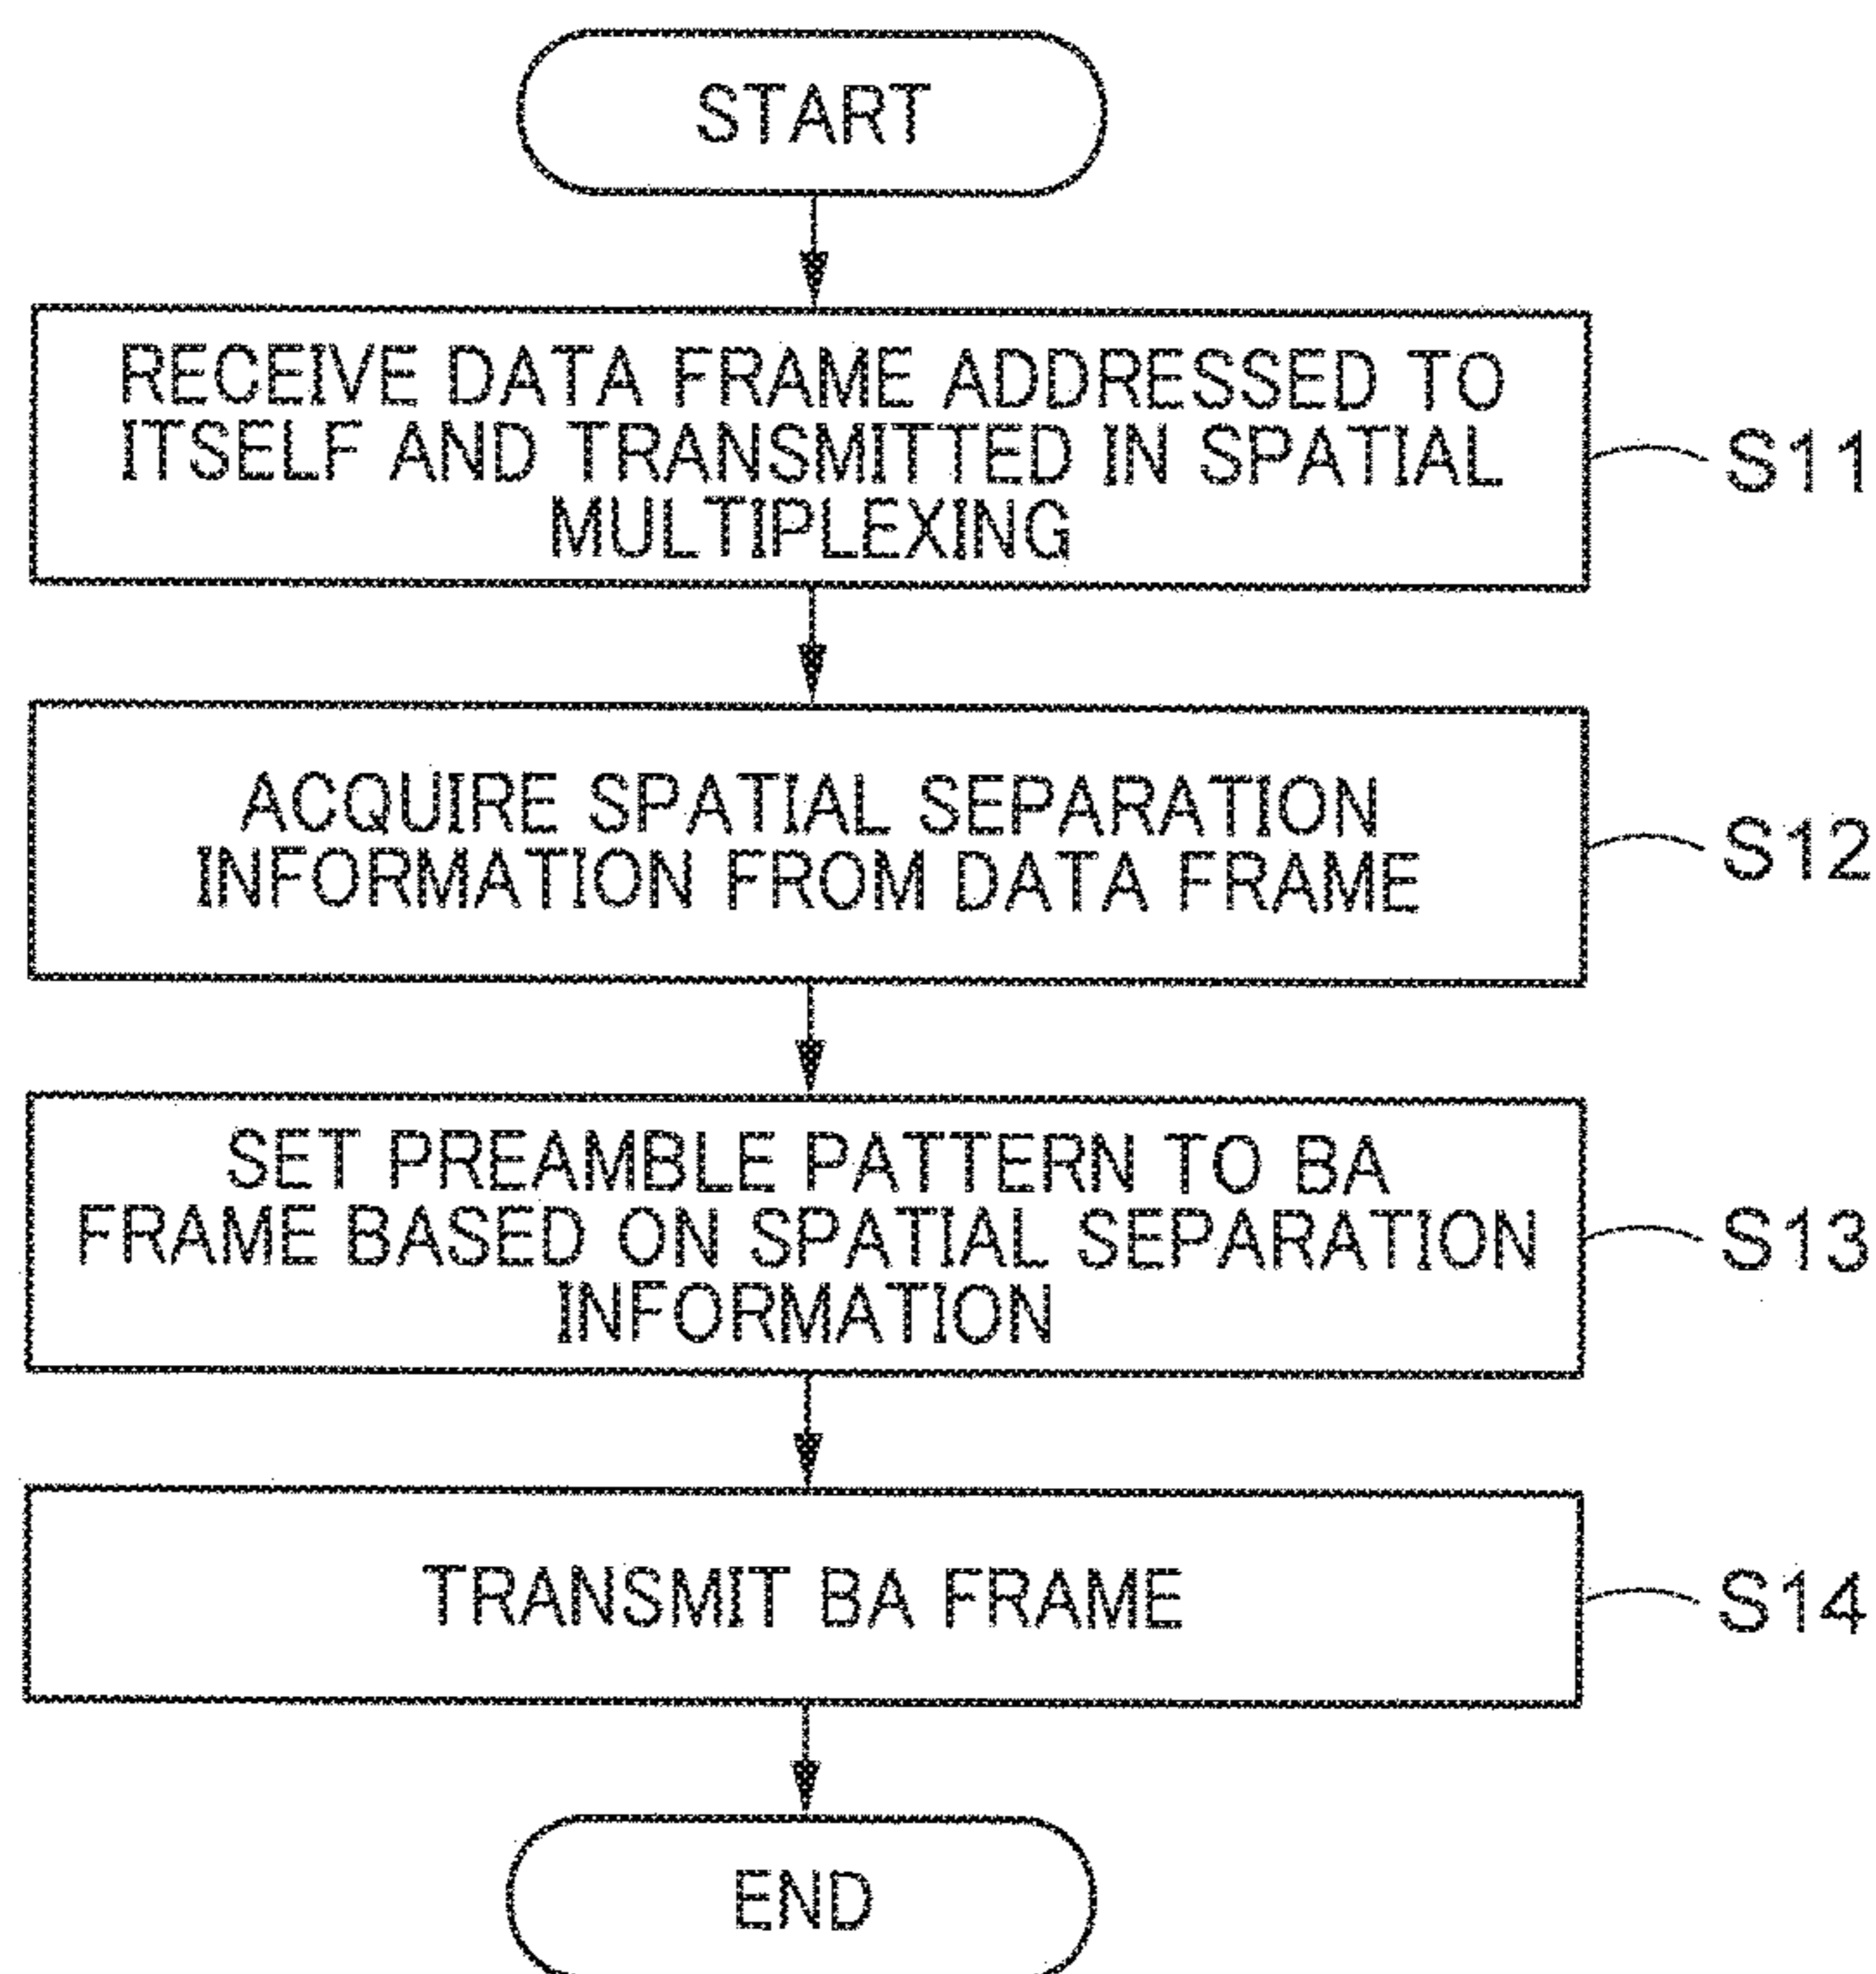 START
RECEIVE DATA FRAME ADDRESSED TO
ITSELF AND TRANSMITTED IN SPATIAL
MULTIPLEXING
S11
ACQUIRE SPATIAL SEPARATION
INFORMATION FROM DATA FRAME
S12
SET PREAMBLE PATTERN TO BA
FRAME BASED ON SPATIAL SEPARATION
INFORMATION
S13
TRANSMIT BA FRAME
S14
END